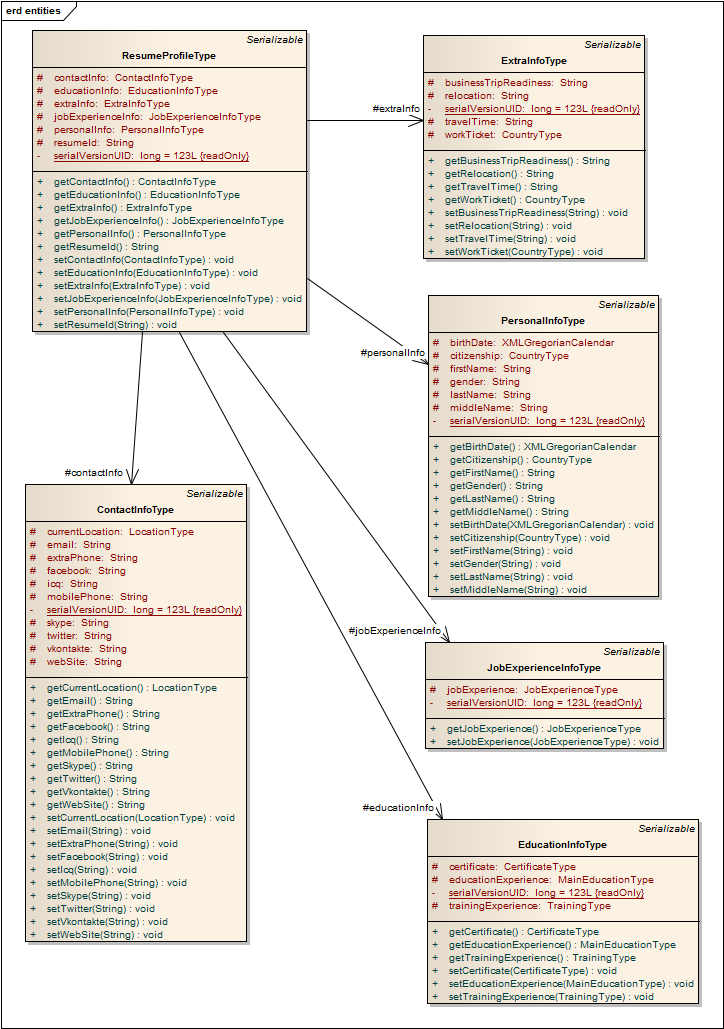 erd entities
Serializable
ResumeProfileType
# contactInfo: ContactInfoType
# educationInfo: EducationInfoType
# extraInfo: ExtraInfoType
# jobExperienceInfo: JobExperienceInfoType
# personalInfo: PersonalInfoType
# resumeId: String
- serialVersionUID: long = 123L {readOnly}
+ getContactInfo() : ContactInfoType
+ getEducationInfo() : EducationInfoType
+ getExtraInfo() : ExtraInfoType
+ getJobExperienceInfo() : JobExperienceInfoType
+ getPersonalInfo() : PersonalInfoType
+ getResumeId() : String
+ setContactInfo(ContactInfoType) : void
+ setEducationInfo(EducationInfoType) : void
+ setExtraInfo(ExtraInfoType) : void
+ setJobExperienceInfo(JobExperienceInfoType) : void
+ setPersonalInfo(PersonalInfoType) : void
+ setResumeId(String) : void
#extraInfo
Serializable
ExtraInfoType
# businessTripReadiness: String
# relocation: String
- serialVersionUID: long = 123L {readOnly}
# travelTime: String
# workTicket: CountryType
+ getBusinessTripReadiness() : String
+ getRelocation() : String
+ getTravelTime() : String
+ getWorkTicket() : CountryType
+ setBusinessTripReadiness(String) : void
+ setRelocation(String) : void
+ setTravelTime(String) : void
+ setWorkTicket(CountryType) : void
#personalInfo
Serializable
PersonalInfoType
# birthDate: XMLGregorianCalendar
# citizenship: CountryType
# firstName: String
# gender: String
# lastName: String
# middleName: String
- serialVersionUID: long = 123L {readOnly}
+ getBirthDate() : XMLGregorianCalendar
+ getCitizenship() : CountryType
+ getFirstName() : String
+ getGender() : String
+ getLastName() : String
+ getMiddleName() : String
+ setBirthDate(XMLGregorianCalendar) : void
+ setCitizenship(CountryType) : void
+ setFirstName(String) : void
+ setGender(String) : void
+ setLastName(String) : void
+ setMiddleName(String) : void
#contactInfo
Serializable
ContactInfoType
# currentLocation: LocationType
# email: String
# extraPhone: String
# facebook: String
# icq: String
# mobilePhone: String
- serialVersionUID: long = 123L {readOnly}
# skype: String
# twitter: String
# vkontakte: String
# webSite: String
+ getCurrentLocation() : LocationType
+ getEmail() : String
+ getExtraPhone() : String
+ getFacebook() : String
+ getIcq() : String
+ getMobilePhone() : String
+ getSkype() : String
+ getTwitter() : String
+ getVkontakte() : String
+ getWebSite() : String
+ setCurrentLocation(LocationType) : void
+ setEmail(String) : void
+ setExtraPhone(String) : void
+ setFacebook(String) : void
+ setIcq(String) : void
+ setMobilePhone(String) : void
+ setSkype(String) : void
+ setTwitter(String) : void
+ setVkontakte(String) : void
+ setWebSite(String) : void
#jobExperienceInfo
Serializable
JobExperienceInfoType
# jobExperience: JobExperienceType
- serialVersionUID: long = 123L {readOnly}
+ getJobExperience() : JobExperienceType
+ setJobExperience(JobExperienceType) : void
#educationInfo
Serializable
EducationInfoType
# certificate: CertificateType
# educationExperience: MainEducationType
- serialVersionUID: long = 123L {readOnly}
# trainingExperience: TrainingType
+ getCertificate() : CertificateType
+ getEducationExperience() : MainEducationType
+ getTrainingExperience() : TrainingType
+ setCertificate(CertificateType) : void
+ setEducationExperience(MainEducationType) : void
+ setTrainingExperience(TrainingType) : void